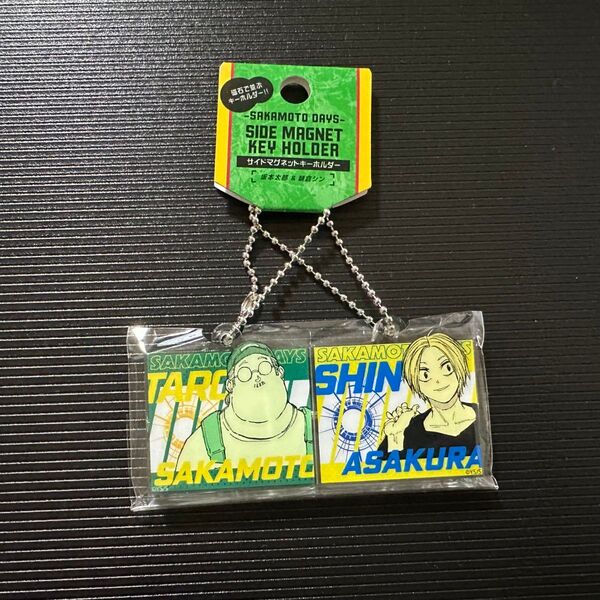 磁石で並ぶ
キーホルダー!!
-SAKAMOTO DAYS-
SIDE MAGNET
KEY HOLDER
サイドマグネットキーホルダー
坂本太郎 & 朝倉シン
SAKAMOTO DAYS
TARO
SAKAMOTO
SAKAMOTO DAYS
SHIN
ASAKURA
©YS/S